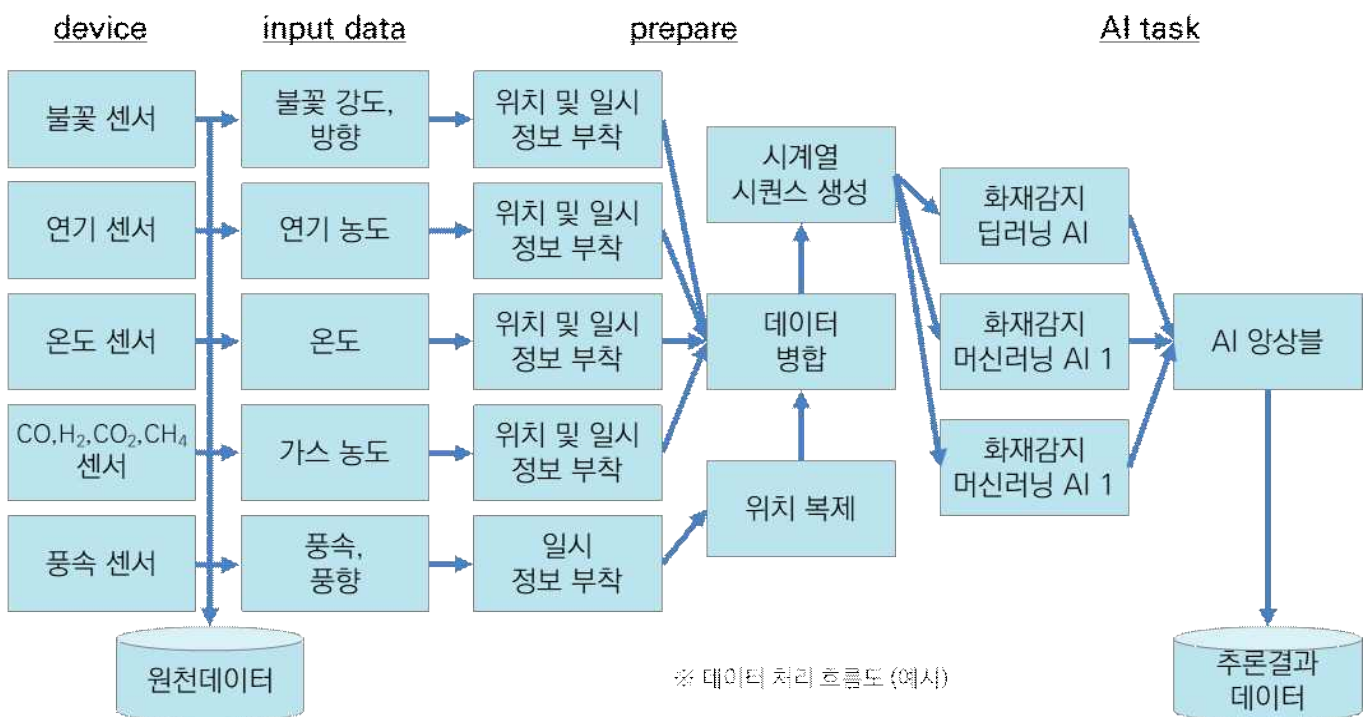 device
input data
prepare
AI task
불꽃 센서
불꽃 강도,
방향
위치 및 일시
정보 부착
연기 센서
연기 농도
위치 및 일시
정보 부착
온도 센서
온도
위치 및 일시
정보 부착
CO,H₂,CO₂,CH₄
센서
가스 농도
위치 및 일시
정보 부착
풍속 센서
풍속,
풍향
일시
정보 부착
시계열
시퀀스 생성
데이터
병합
위치 복제
화재감지
딥러닝 AI
화재감지
머신러닝 AI 1
화재감지
머신러닝 AI 1
AI 앙상블
원천데이터
※ 데이터 처리 흐름도 (예시)
추론결과
데이터